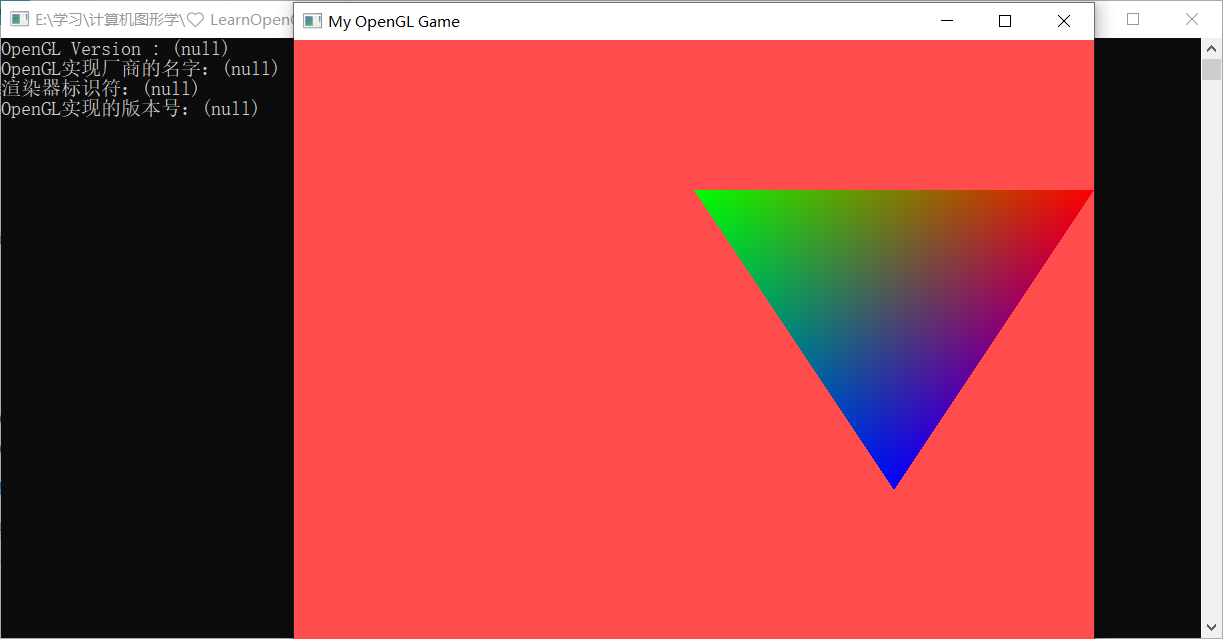 E:\学习\计算机图形学\♡ LearnOpenG
My OpenGL Game
OpenGL Version : (null)
OpenGL实现厂商的名字：(null)
渲染器标识符：(null)
OpenGL实现的版本号：(null)